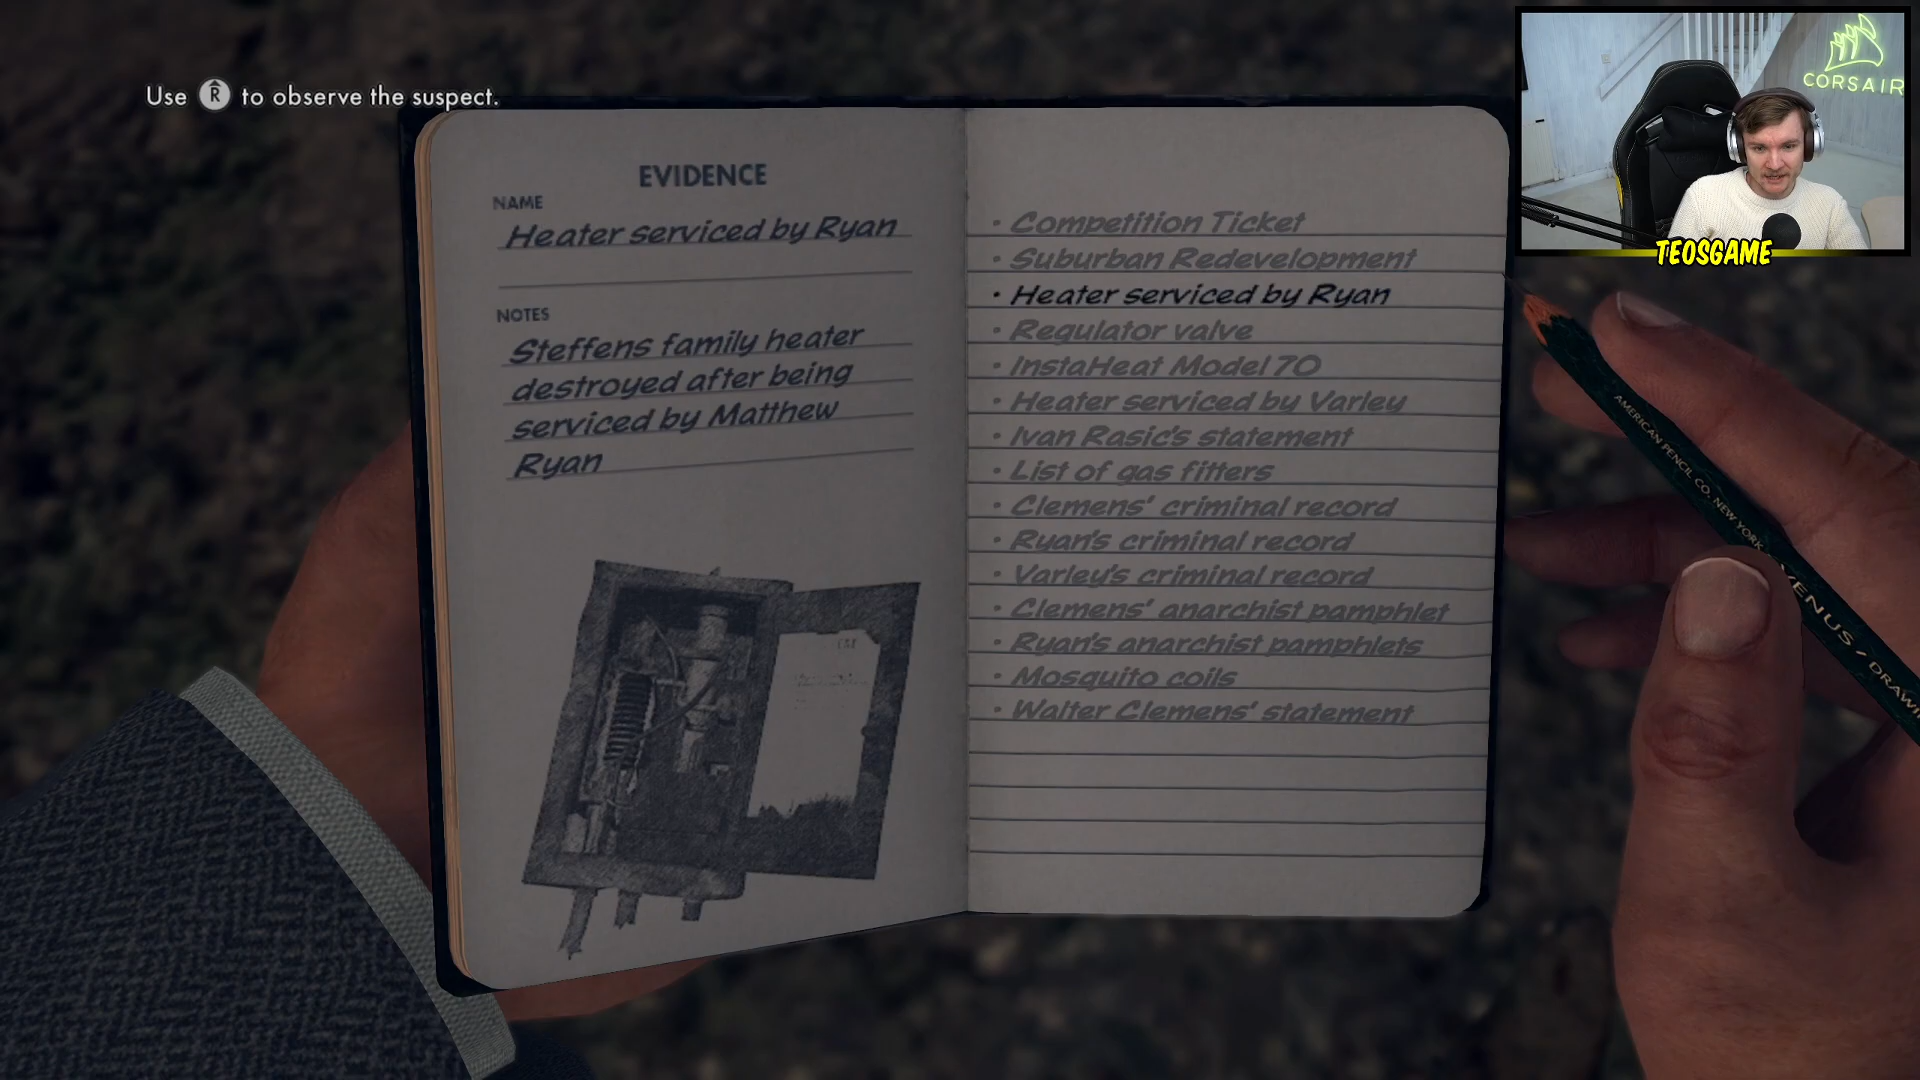 Use R to observe the suspect.
CORSAIR
TEOSGAME
EVIDENCE
NAME
Heater serviced by Ryan
NOTES
Steffens family heater
destroyed after being
serviced by Matthew
Ryan
• Competition Ticket
• Suburban Redevelopment
• Heater serviced by Ryan
• Regulator valve
• InstaHeat Model 70
• Heater serviced by Varley
• Ivan Rasic's statement
• List of gas fitters
• Clemens' criminal record
• Ryan's criminal record
• Varley's criminal record
• Clemens' anarchist pamphlet
• Ryan's anarchist pamphlets
• Mosquito coils
• Walter Clemens' statement
AMERICAN PENCIL CO. NEW YORK
VENUS / DRAWI